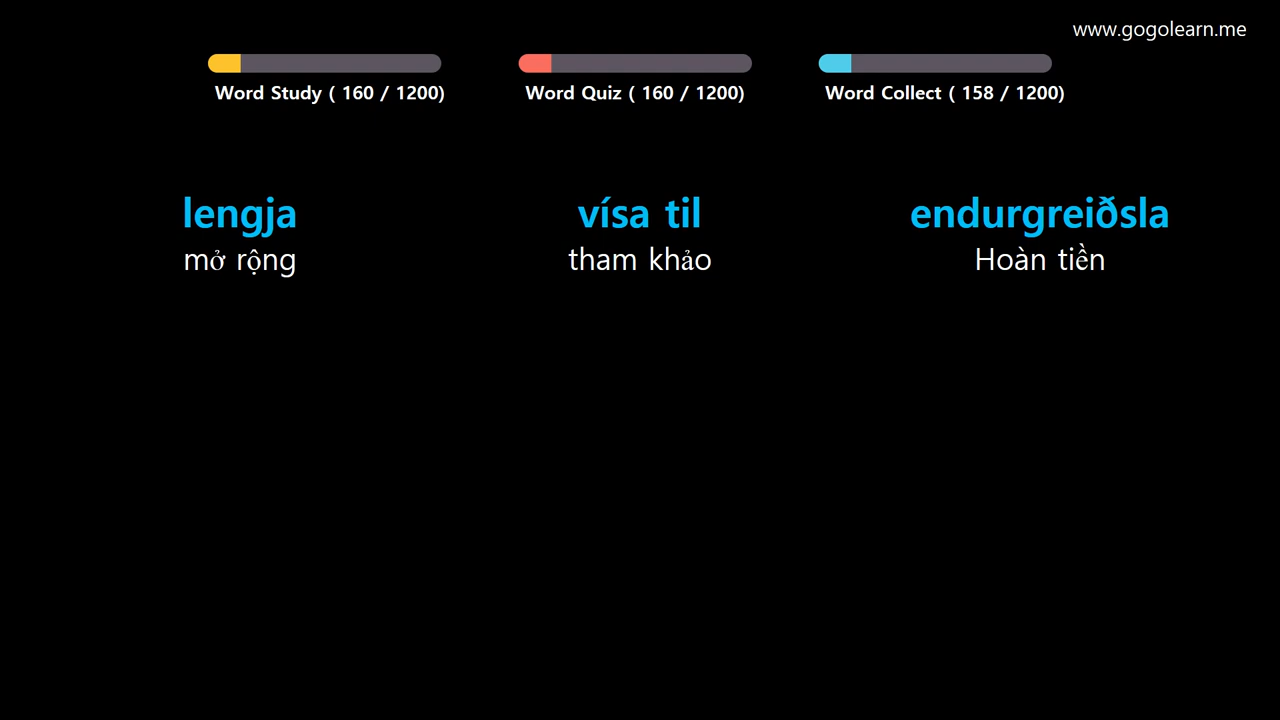 www.gogolearn.me
Word Study ( 160 / 1200)
Word Quiz ( 160 / 1200)
Word Collect ( 158 / 1200)
lengja
mở rộng
vísa til
tham khảo
endurgreiðsla
Hoàn tiền